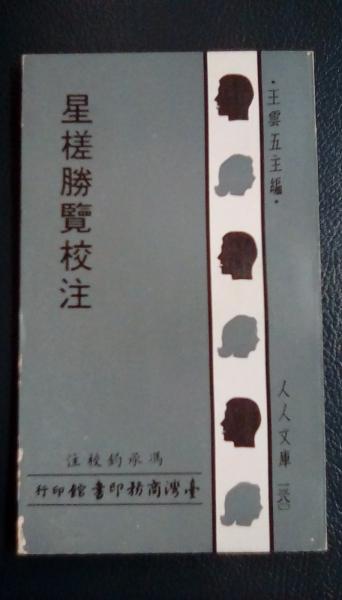 星槎勝覽校注
馮承鈞校注
臺灣商務印書館印行
·王雲五主編·
人人文庫